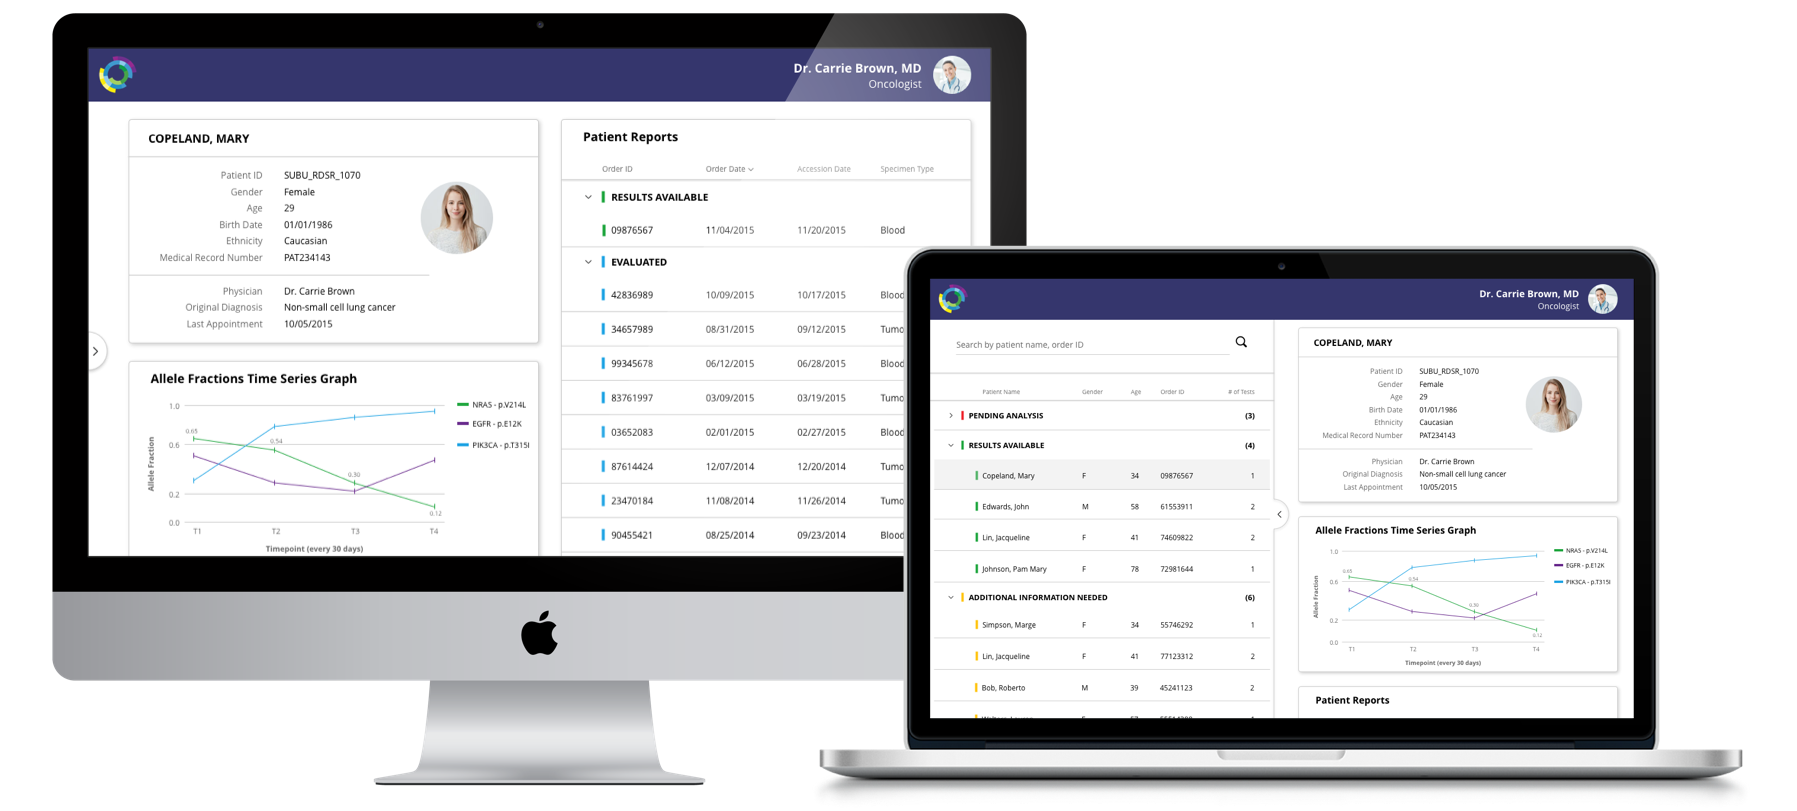 Dr. Carrie Brown, MD
Oncologist
COPELAND, MARY
Patient ID SUBU_RDSR_1070
Gender Female
Age 29
Birth Date 01/01/1986
Ethnicity Caucasian
Medical Record Number PAT234143
Physician Dr. Carrie Brown
Original Diagnosis Non-small cell lung cancer
Last Appointment 10/05/2015
Allele Fractions Time Series Graph
1.0
0.6
0.2
0.0
Allele Fraction
0.65
0.54
0.30
0.12
T1 T2 T3 T4
Timepoint (every 30 days)
NRAS - p.V214L
EGFR - p.E12K
PIK3CA - p.T315I
Patient Reports
Order ID Order Date Accession Date Specimen Type
RESULTS AVAILABLE
09876567 11/04/2015 11/20/2015 Blood
EVALUATED
42836989 10/09/2015 10/17/2015 Blood
34657989 08/31/2015 09/12/2015 Tumo
99345678 06/12/2015 06/28/2015 Blood
83761997 03/09/2015 03/19/2015 Tumo
03652083 02/01/2015 02/27/2015 Blood
87614424 12/07/2014 12/20/2014 Tumo
23470184 11/08/2014 11/26/2014 Tumo
90455421 08/25/2014 09/23/2014 Blood
Dr. Carrie Brown, MD
Oncologist
Search by patient name, order ID
Patient Name Gender Age Order ID # of Tests
PENDING ANALYSIS (3)
RESULTS AVAILABLE (4)
Copeland, Mary F 34 09876567 1
Edwards, John M 58 61553911 2
Lin, Jacqueline F 41 74609822 2
Johnson, Pam Mary F 78 72981644 1
ADDITIONAL INFORMATION NEEDED (6)
Simpson, Marge F 34 55746292 1
Lin, Jacqueline F 41 77123312 2
Bob, Roberto M 39 45241123 2
COPELAND, MARY
Patient ID SUBU_RDSR_1070
Gender Female
Age 29
Birth Date 01/01/1986
Ethnicity Caucasian
Medical Record Number PAT234143
Physician Dr. Carrie Brown
Original Diagnosis Non-small cell lung cancer
Last Appointment 10/05/2015
Allele Fractions Time Series Graph
1.0
0.6
0.2
0.0
Allele Fraction
0.65
0.54
0.30
0.12
T1 T2 T3 T4
Timepoint (every 30 days)
NRAS - p.V214L
EGFR - p.E12K
PIK3CA - p.T315I
Patient Reports